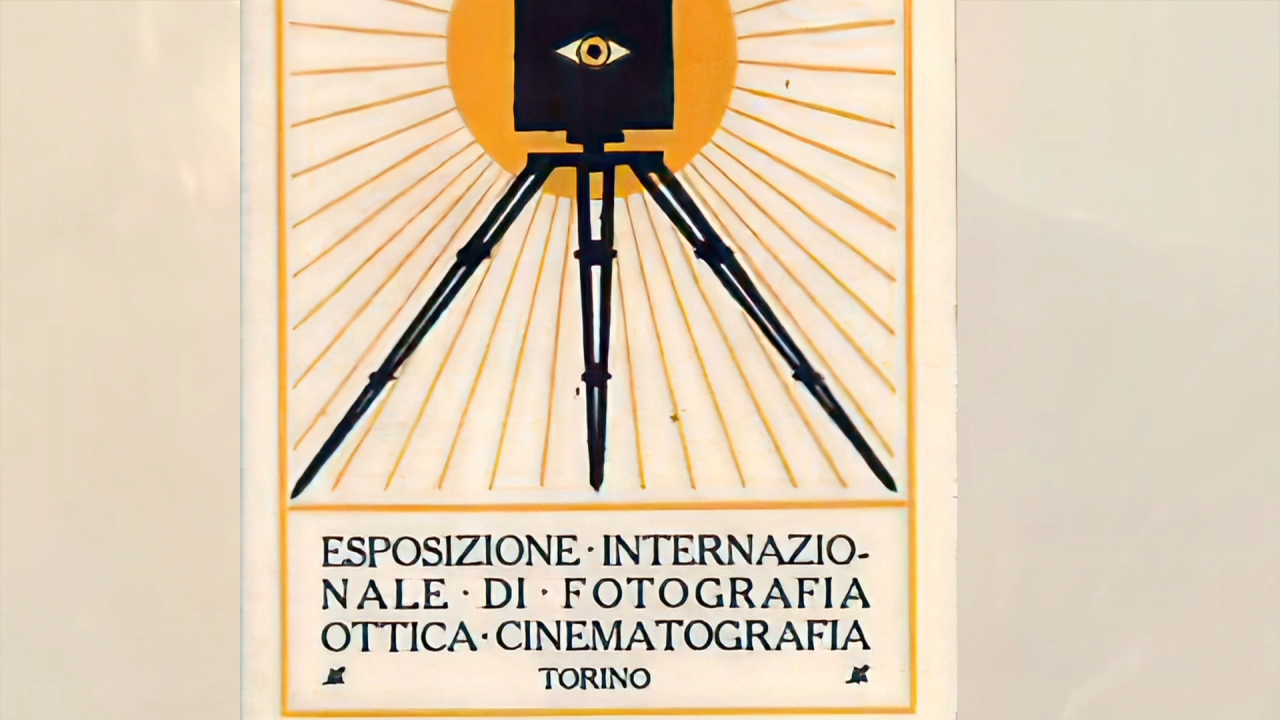 ESPOSIZIONE · INTERNAZIO-
NALE · DI · FOTOGRAFIA
OTTICA · CINEMATOGRAFIA
TORINO